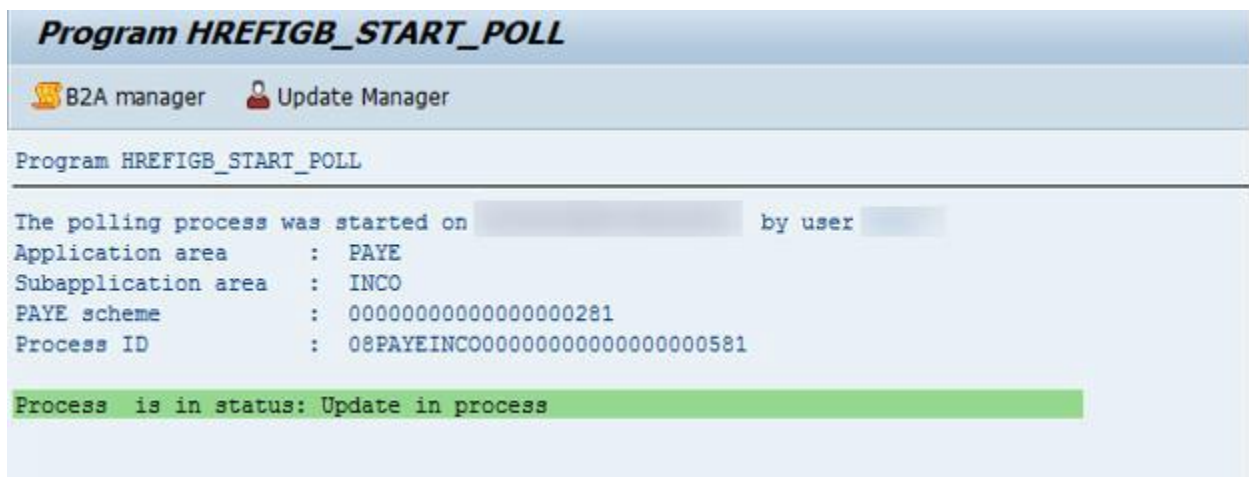 Program HREFIGB_START_POLL
B2A manager Update Manager
Program HREFIGB_START_POLL
The polling process was started on by user
Application area : PAYE
Subapplication area : INCO
PAYE scheme : 00000000000000000281
Process ID : 08PAYEINCO000000000000000000581
Process is in status: Update in process